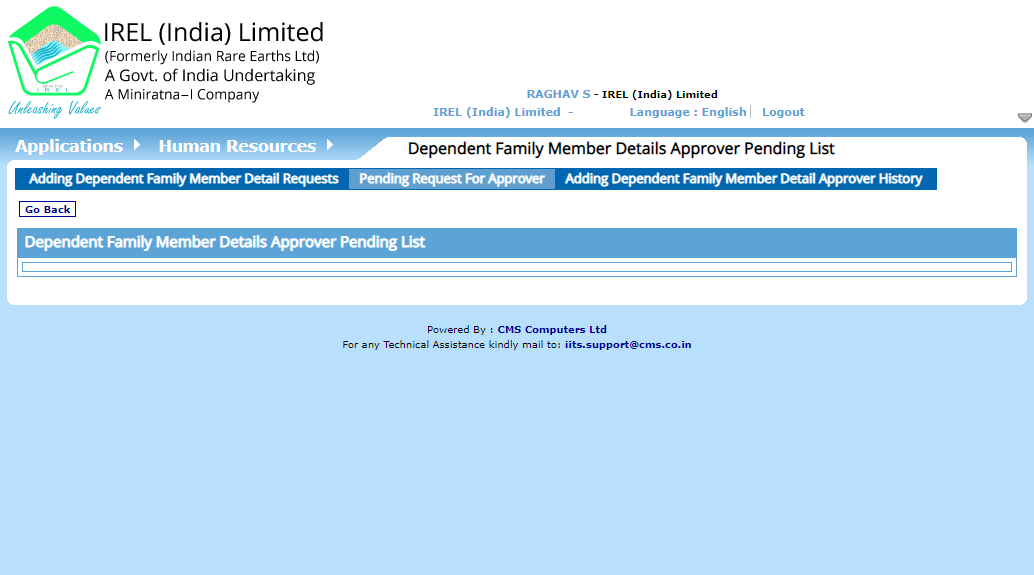 IREL (India) Limited
(Formerly Indian Rare Earths Ltd)
A Govt. of India Undertaking
A Miniratna–I Company
IREL
Unleashing Values
RAGHAV S - IREL (India) Limited
IREL (India) Limited -
Language : English
Logout
Applications
Human Resources
Dependent Family Member Details Approver Pending List
Adding Dependent Family Member Detail Requests
Pending Request For Approver
Adding Dependent Family Member Detail Approver History
Go Back
Dependent Family Member Details Approver Pending List
Powered By : CMS Computers Ltd
For any Technical Assistance kindly mail to: iits.support@cms.co.in